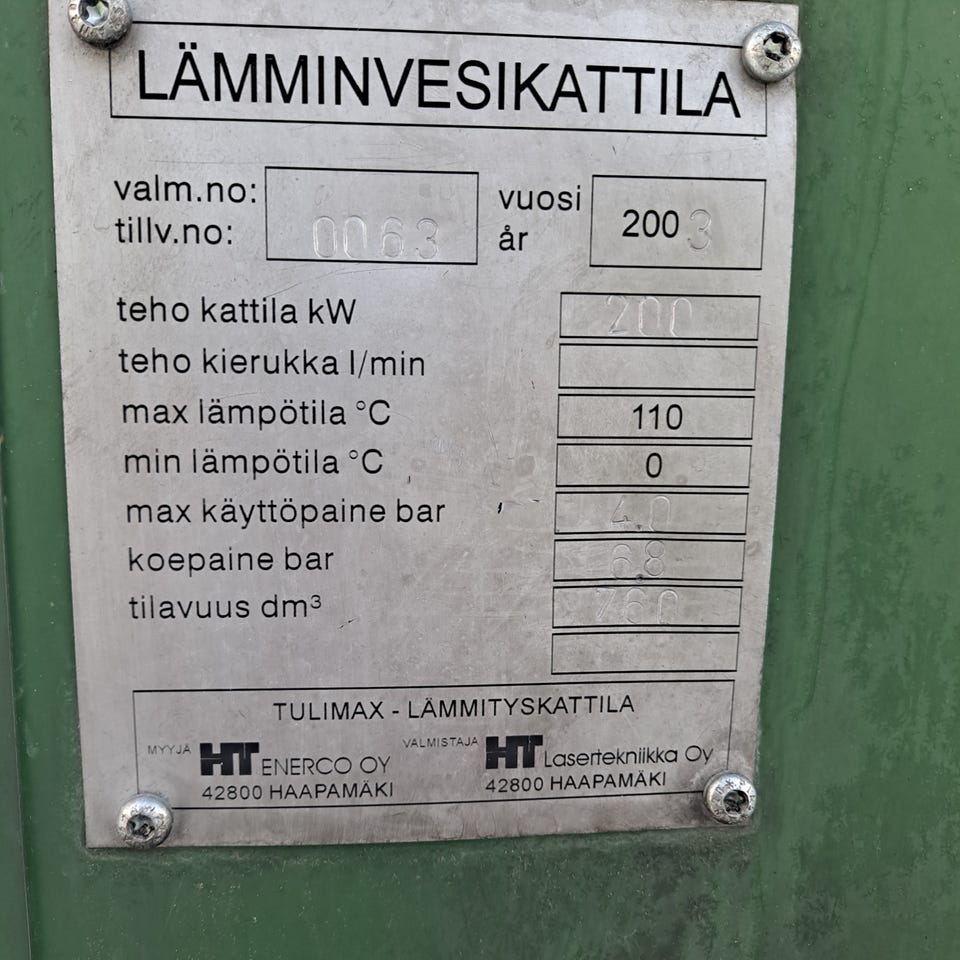 LÄMMINVESIKATTILA
valm.no: 0063 vuosi 2003
tillv.no: år
teho kattila kW 200
teho kierukka l/min
max lämpötila °C 110
min lämpötila °C 0
max käyttöpaine bar 4.0
koepaine bar 6.8
tilavuus dm³ 760
TULIMAX - LÄMMITYSKATTILA
MYYJÄ HT ENERCO OY VALMISTAJA HT Lasertekniikka Oy
42800 HAAPAMÄKI 42800 HAAPAMÄKI